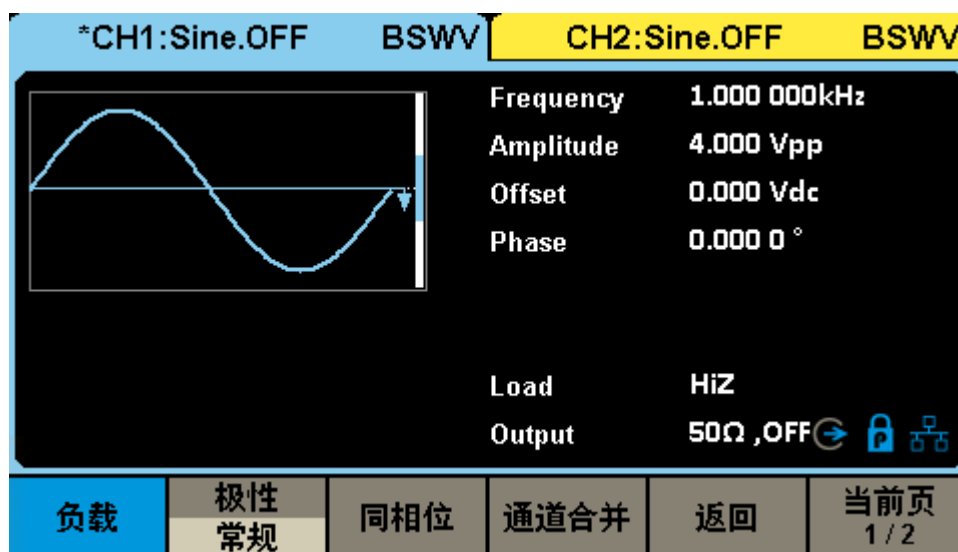 *CH1:Sine.OFF BSWV CH2:Sine.OFF BSWV
Frequency 1.000 000kHz
Amplitude 4.000 Vpp
Offset 0.000 Vdc
Phase 0.000 0 °
Load HiZ
Output 50Ω ,OFF
负载 极性 常规 同相位 通道合并 返回 当前页 1 / 2